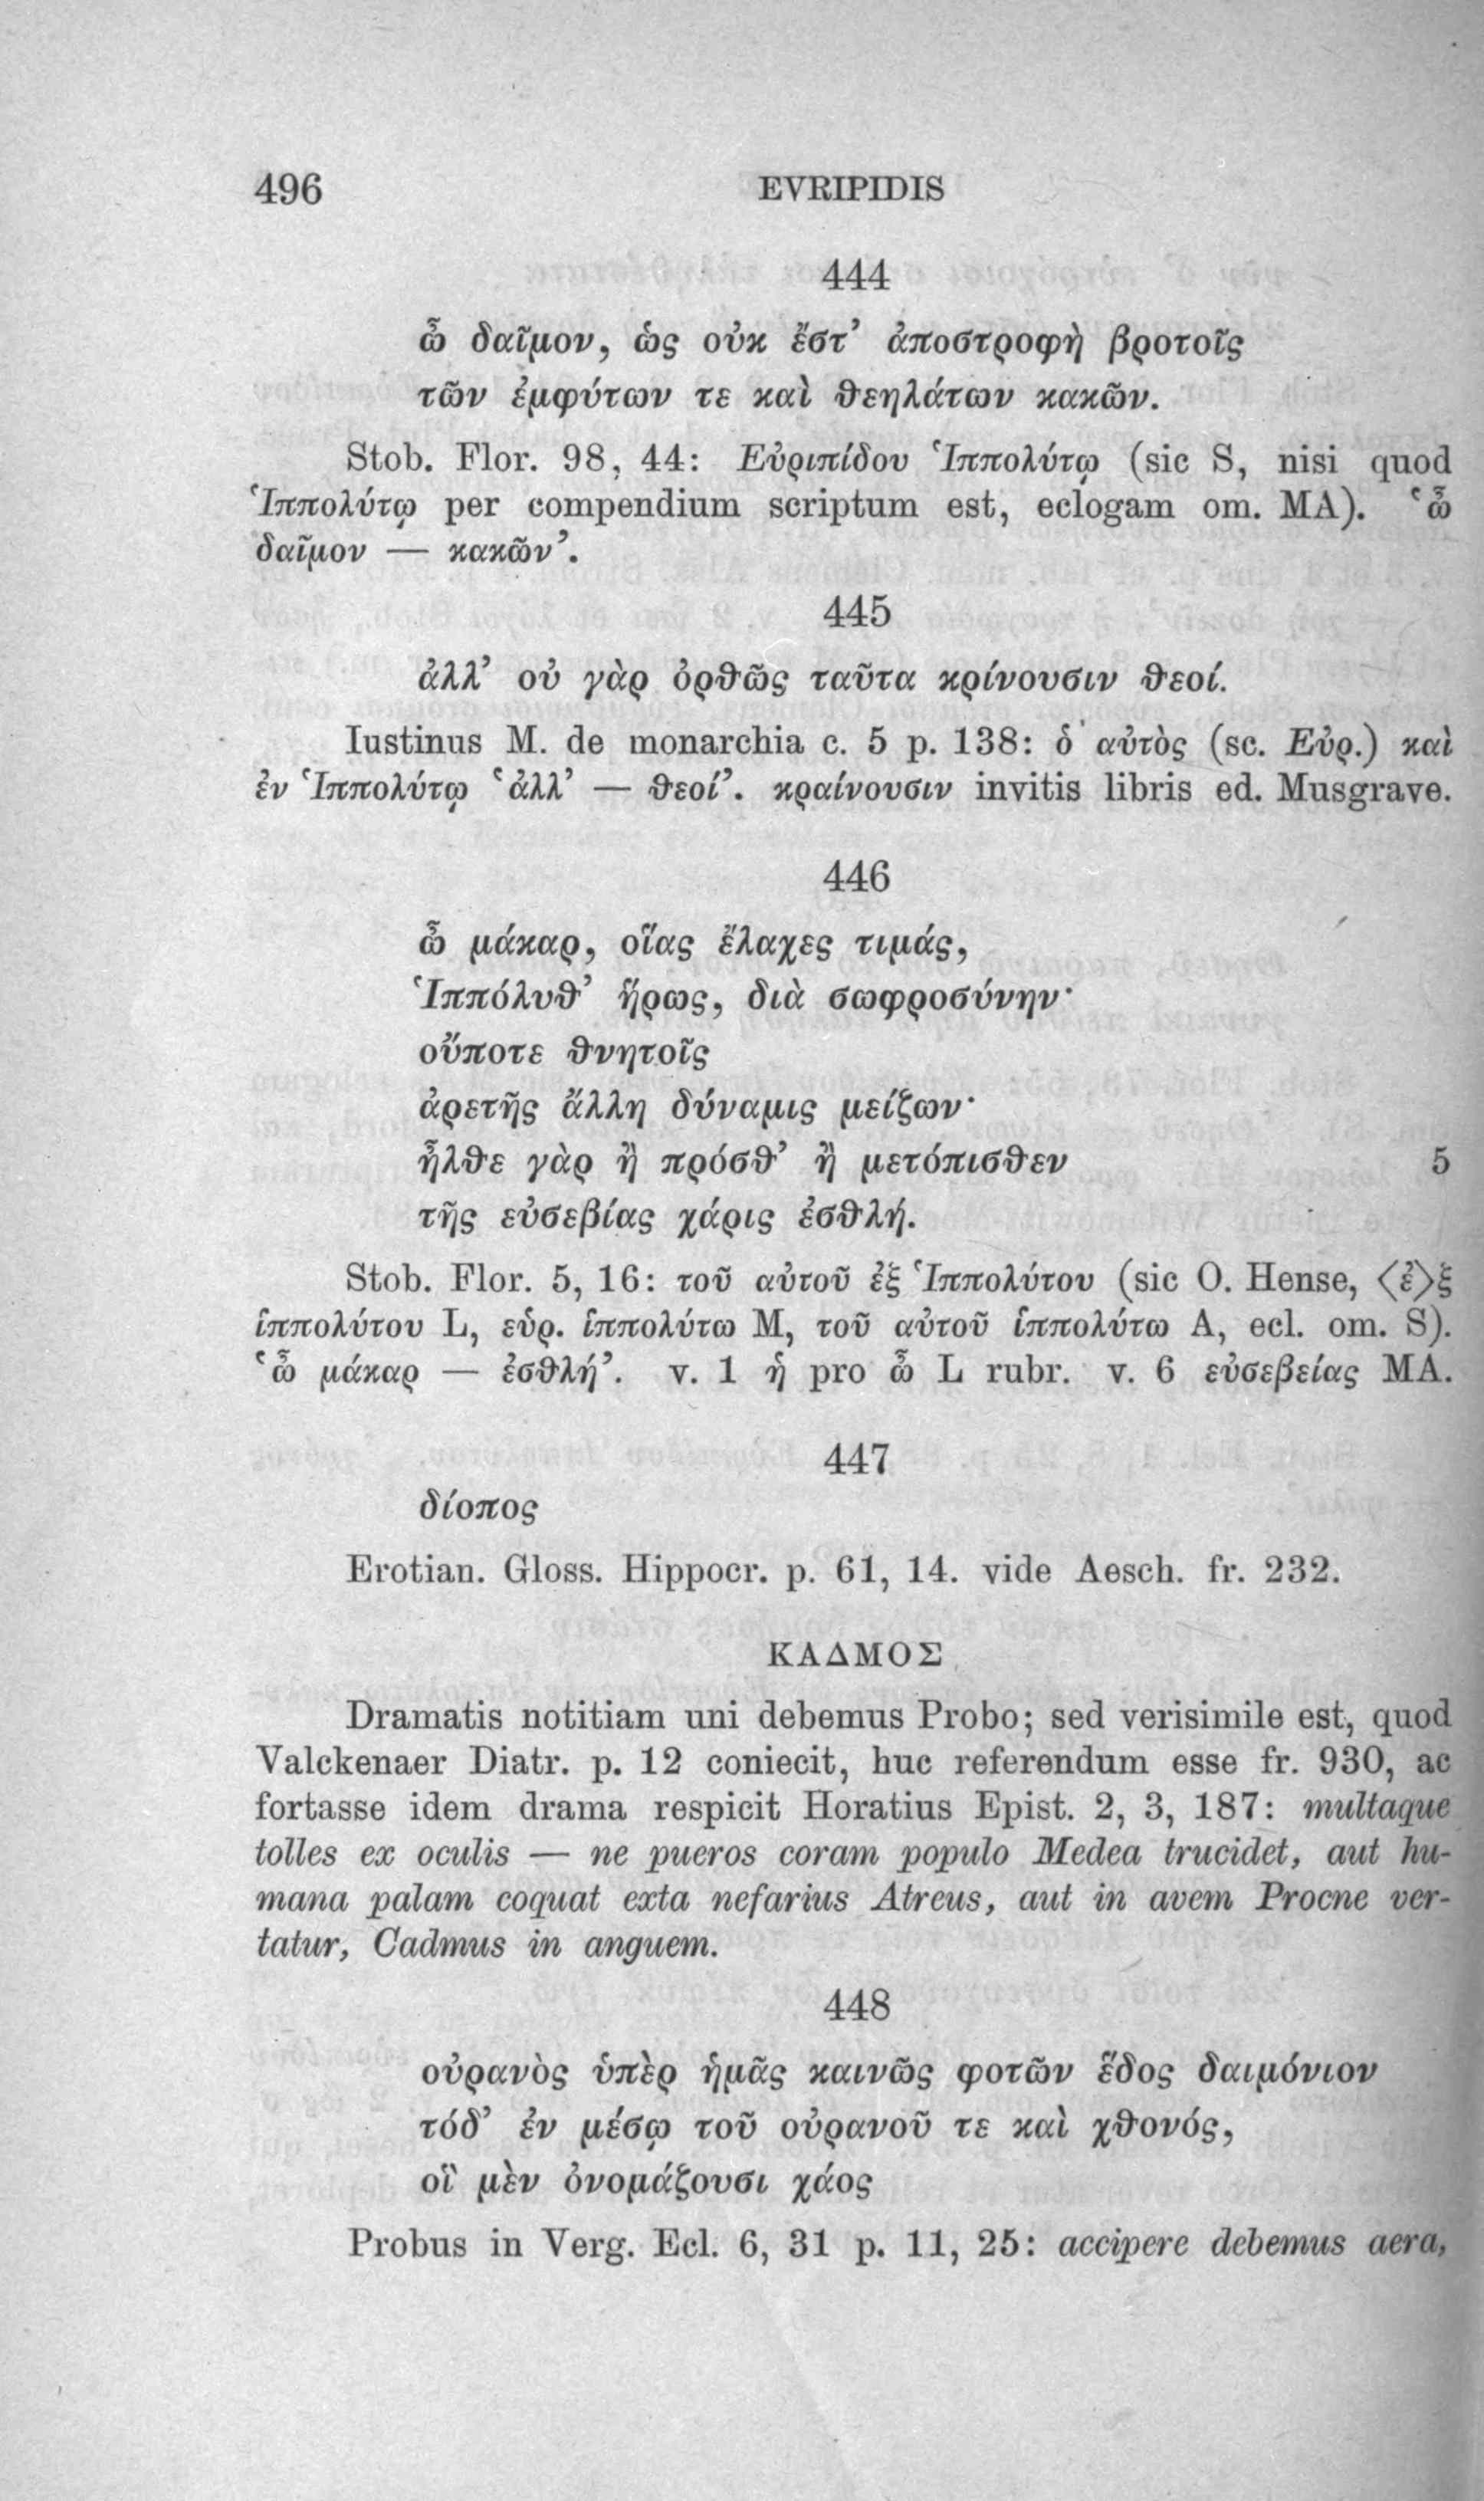 496 EVRIPIDIS
444
ὦ δαῖμον, ὡς οὐκ ἔστ’ ἀποστροφὴ βροτοῖς
τῶν ἐμφύτων τε καὶ θεηλάτων κακῶν.
Stob. Flor. 98, 44: Εὐριπίδου Ἱππολύτῳ (sic S, nisi quod
Ἱππολύτῳ per compendium scriptum est, eclogam om. MA). ‘ὦ
δαῖμον — κακῶν’.
445
ἀλλ’ οὐ γὰρ ὀρθῶς ταῦτα κρίνουσιν θεοί.
Iustinus M. de monarchia c. 5 p. 138: ὁ αὐτὸς (sc. Εὐρ.) καὶ
ἐν Ἱππολύτῳ ‘ἀλλ’ — θεοί’. κραίνουσιν invitis libris ed. Musgrave.
446
ὦ μάκαρ, οἵας ἔλαχες τιμάς,
Ἱππόλυθ’ ἥρως, διὰ σωφροσύνην·
οὔποτε θνητοῖς
ἀρετῆς ἄλλη δύναμις μείζων·
ἦλθε γὰρ ἢ πρόσθ’ ἢ μετόπισθεν 5
τῆς εὐσεβίας χάρις ἐσθλή.
Stob. Flor. 5, 16: τοῦ αὐτοῦ ἐξ Ἱππολύτου (sic O. Hense, ⟨ἐ⟩ξ
ἱππολύτου L, εὐρ. ἱππολύτω M, τοῦ αὐτοῦ ἱππολύτω A, ecl. om. S).
‘ὦ μάκαρ — ἐσθλή’. v. 1 ἡ pro ὦ L rubr. v. 6 εὐσεβείας MA.
447
δίοπος
Erotian. Gloss. Hippocr. p. 61, 14. vide Aesch. fr. 232.
ΚΑΔΜΟΣ
Dramatis notitiam uni debemus Probo; sed verisimile est, quod
Valckenaer Diatr. p. 12 coniecit, huc referendum esse fr. 930, ac
fortasse idem drama respicit Horatius Epist. 2, 3, 187: multaque
tolles ex oculis — ne pueros coram populo Medea trucidet, aut hu-
mana palam coquat exta nefarius Atreus, aut in avem Procne ver-
tatur, Cadmus in anguem.
448
οὐρανὸς ὑπὲρ ἡμᾶς καινῶς φοτῶν ἕδος δαιμόνιον
τόδ’ ἐν μέσῳ τοῦ οὐρανοῦ τε καὶ χθονός,
οἳ μὲν ὀνομάζουσι χάος
Probus in Verg. Ecl. 6, 31 p. 11, 25: accipere debemus aera,